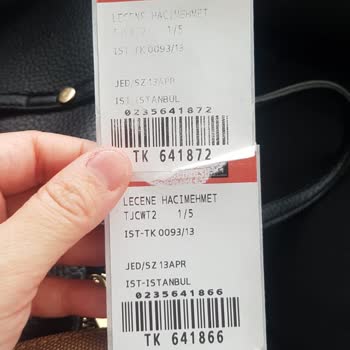 LECENE HACIMEHMET
TJCWT2 1/5
IST-TK 0093/13
JED/SZ 13APR
IST-ISTANBUL
0235641872
TK 641872
LECENE HACIMEHMET
TJCWT2 1/5
IST-TK 0093/13
JED/SZ 13APR
IST-ISTANBUL
0235641866
TK 641866